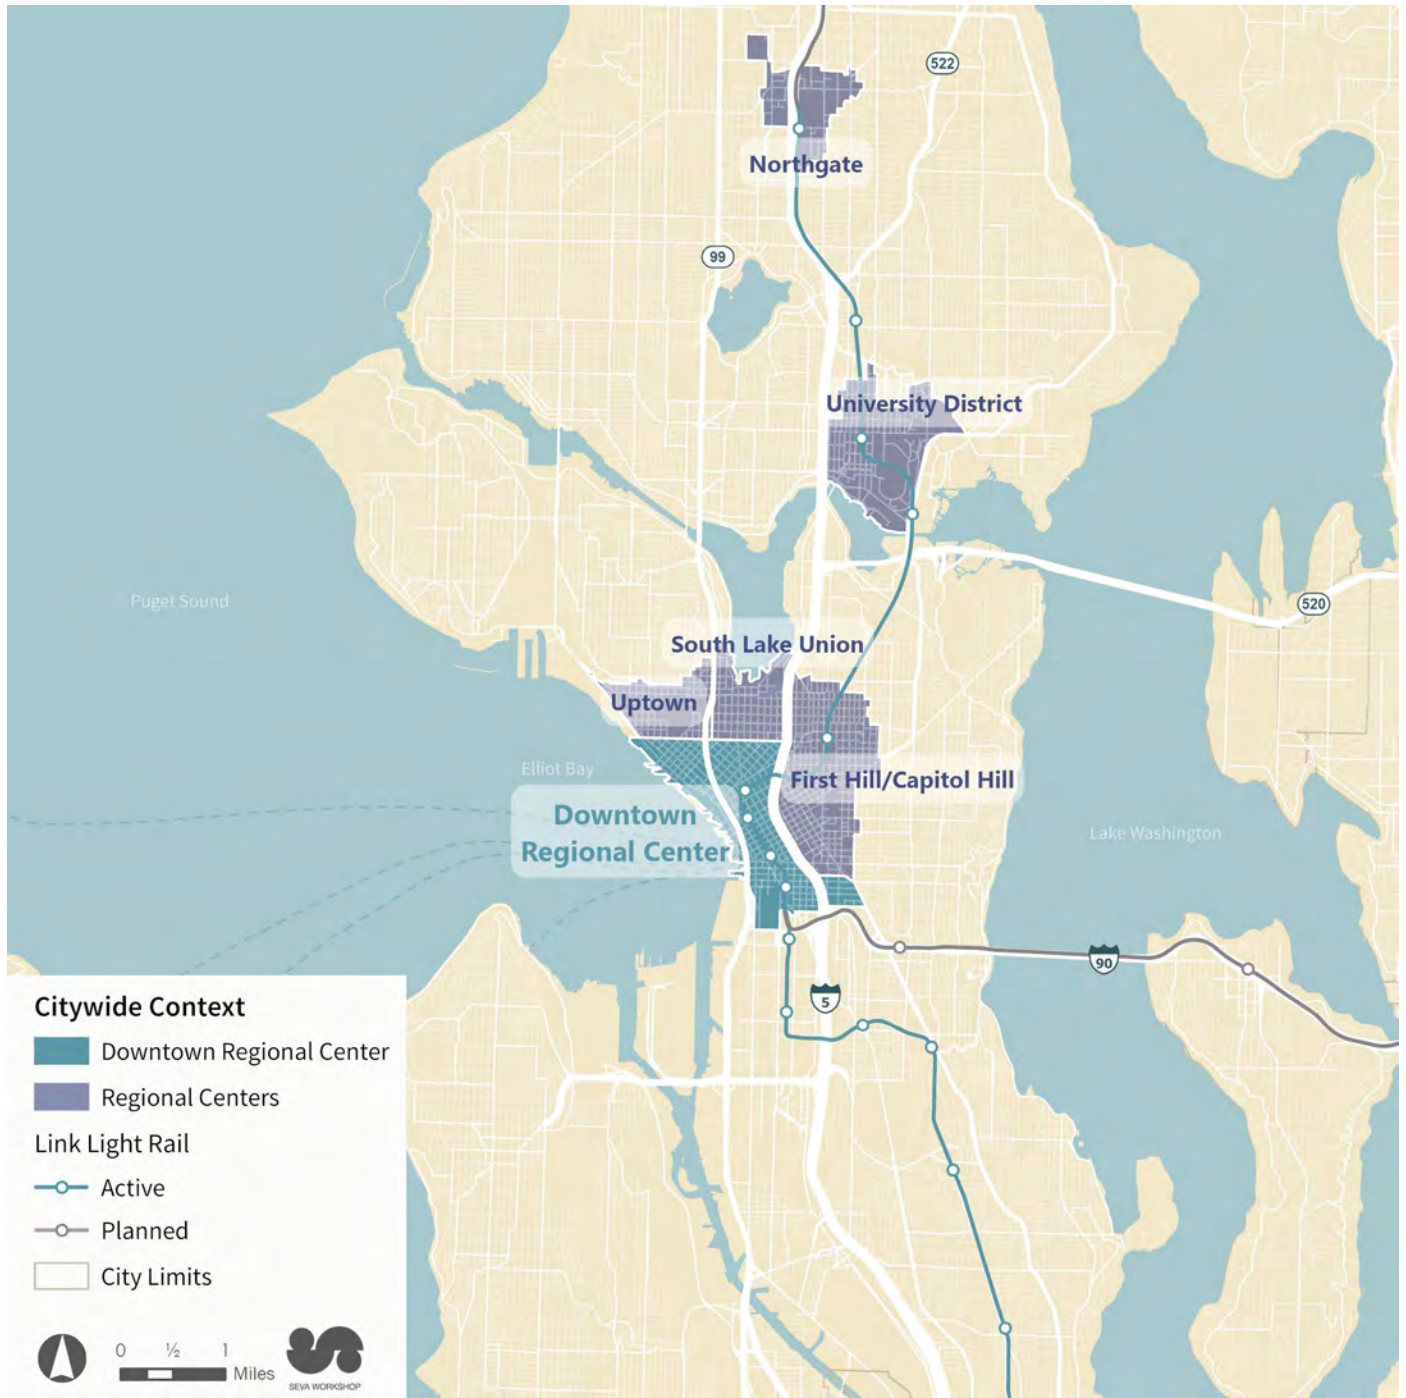 522
Northgate
99
University District
Puget Sound
520
South Lake Union
Uptown
Elliot Bay
First Hill/Capitol Hill
Downtown
Regional Center
Lake Washington
90
5
Citywide Context
Downtown Regional Center
Regional Centers
Link Light Rail
Active
Planned
City Limits
0 ½ 1
Miles
SEVA WORKSHOP